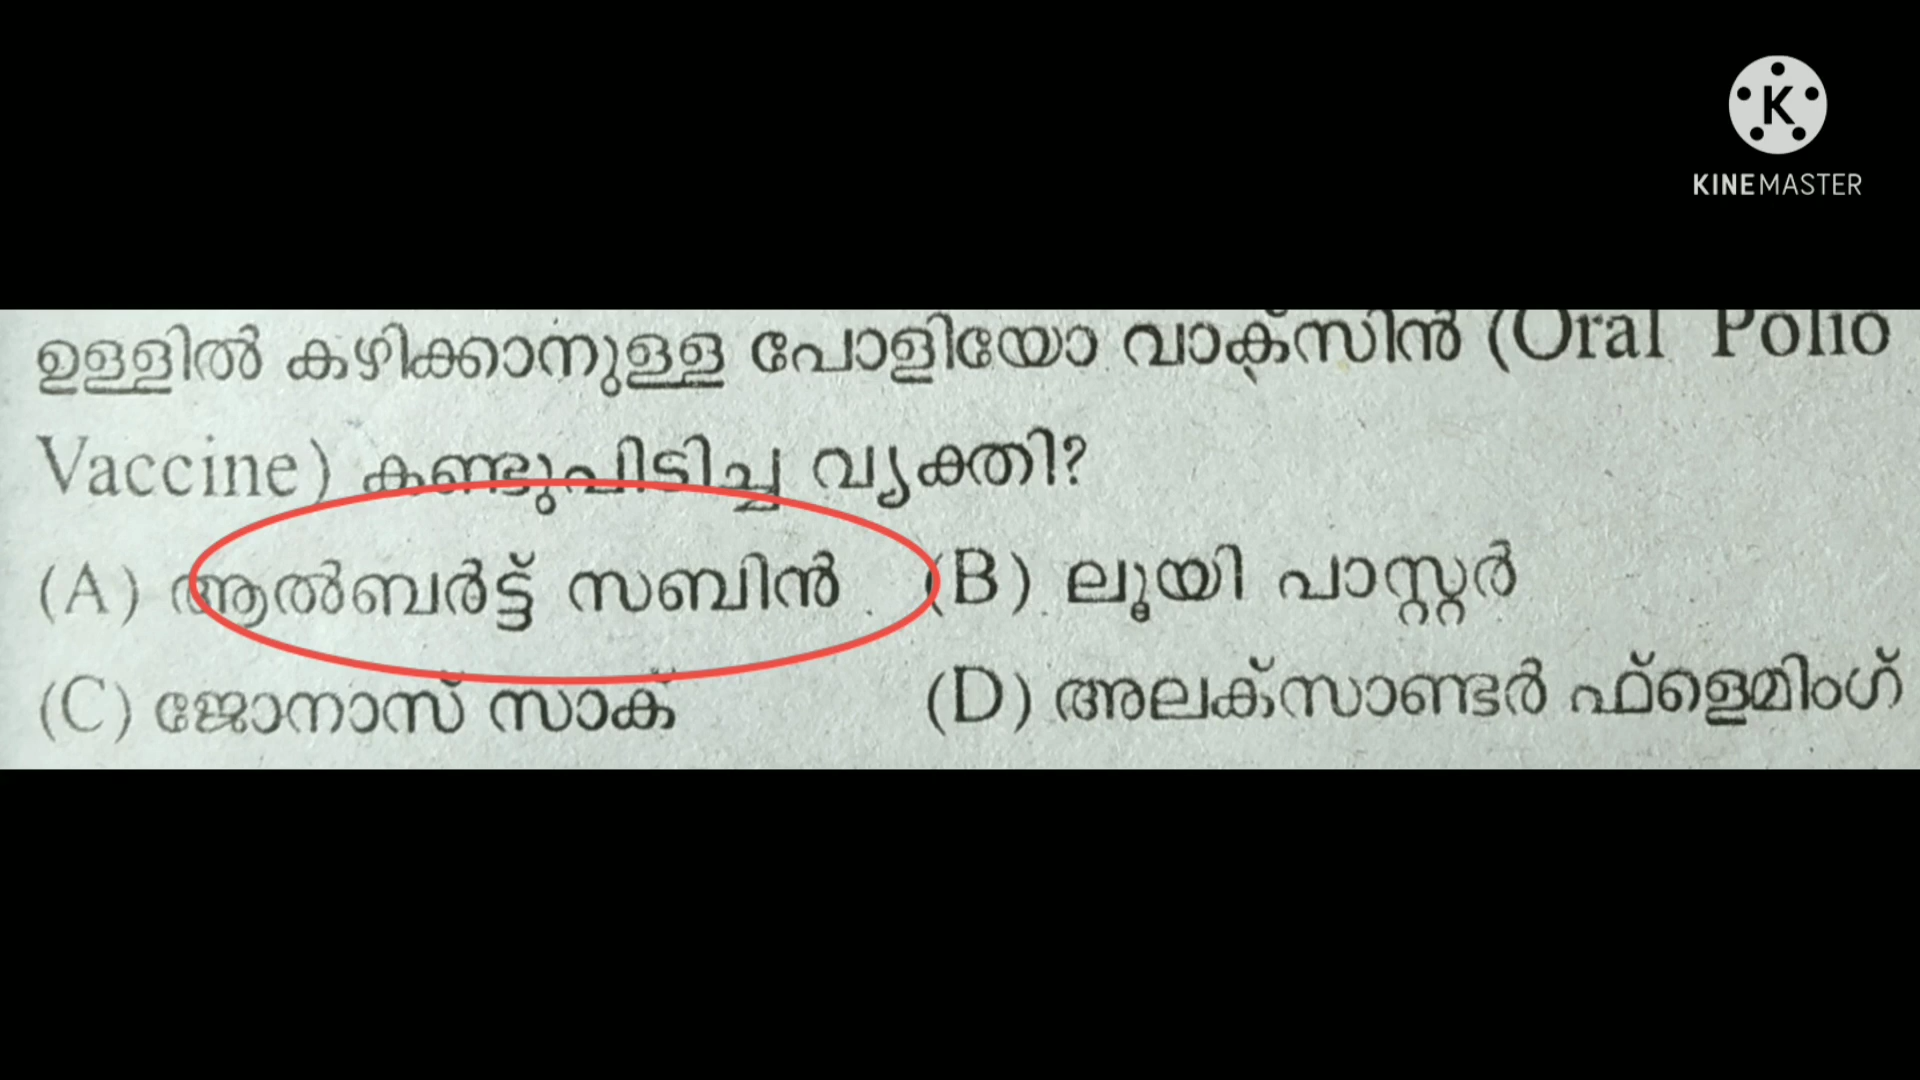 KINEMASTER
ഉള്ളിൽ കഴിക്കാനുള്ള പോളിയോ വാക്സിൻ (Oral Polio
Vaccine) കണ്ടുപിടിച്ച വ്യക്തി?
(A) ആൽബർട്ട് സബിൻ (B) ലൂയി പാസ്റ്റർ
(C) ജോനാസ് സാക് (D) അലക്സാണ്ടർ ഫ്ളെമിംഗ്